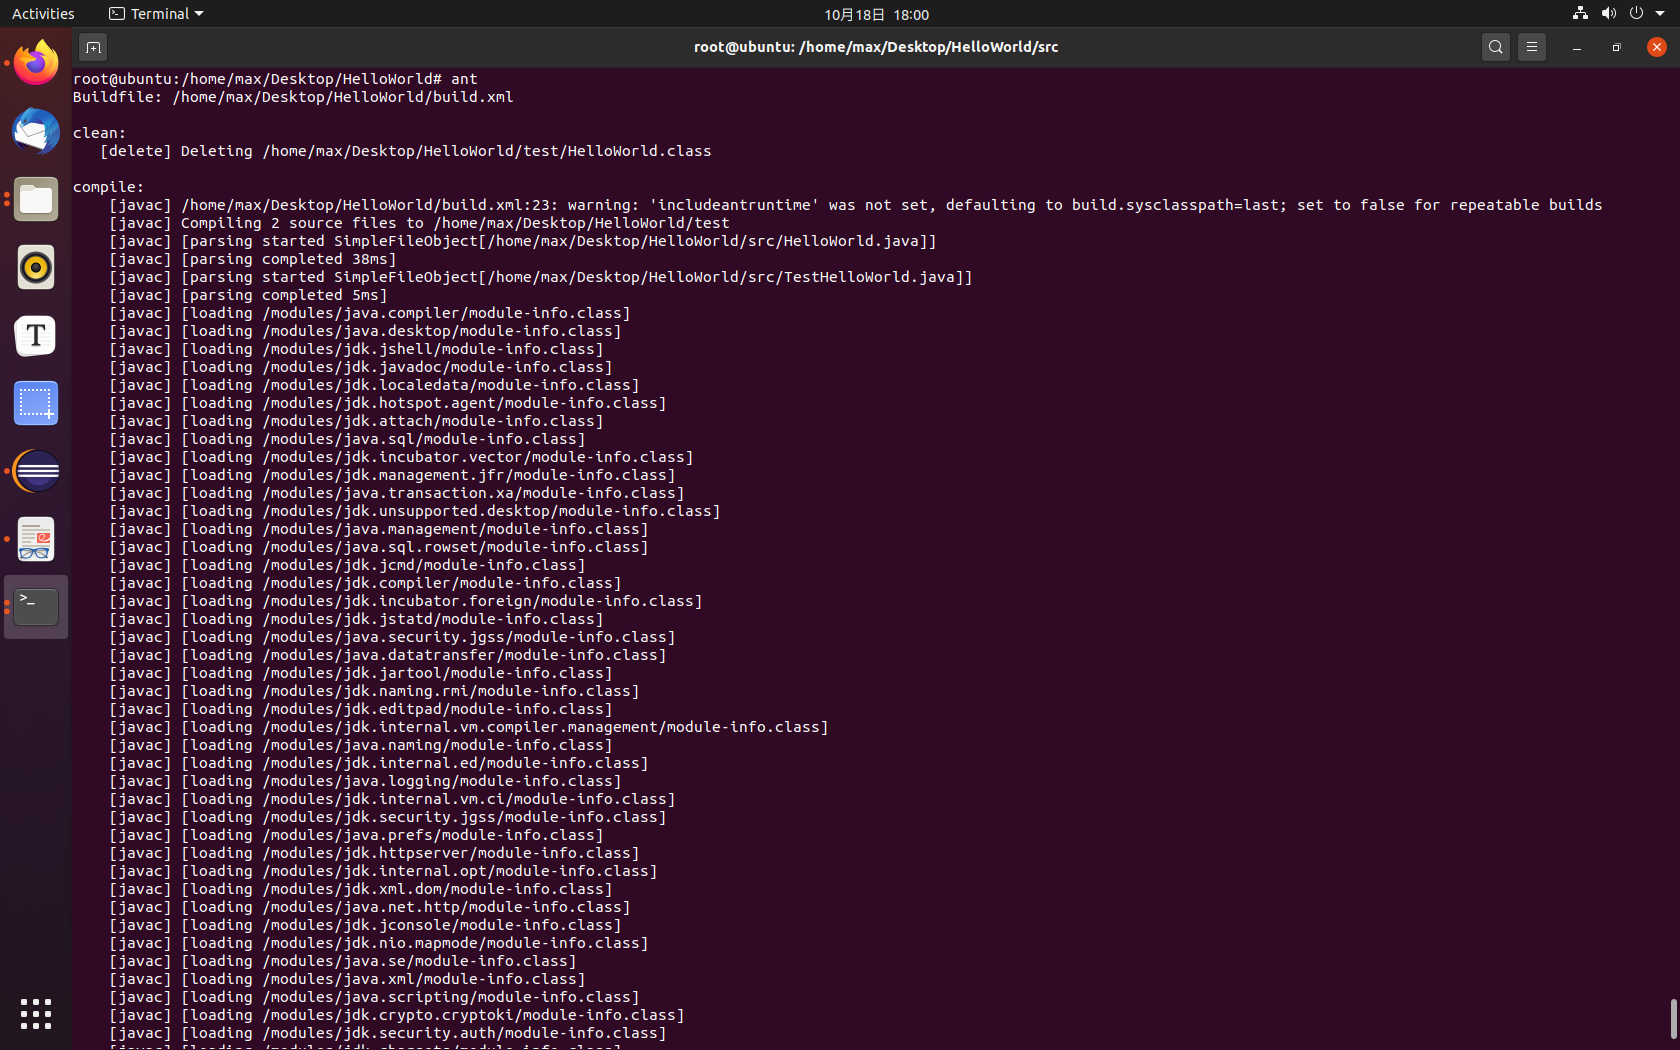 Activities
Terminal
10月18日 18:00
root@ubuntu: /home/max/Desktop/HelloWorld/src
root@ubuntu:/home/max/Desktop/HelloWorld# ant
Buildfile: /home/max/Desktop/HelloWorld/build.xml
clean:
[delete] Deleting /home/max/Desktop/HelloWorld/test/HelloWorld.class
compile:
[javac] /home/max/Desktop/HelloWorld/build.xml:23: warning: 'includeantruntime' was not set, defaulting to build.sysclasspath=last; set to false for repeatable builds
[javac] Compiling 2 source files to /home/max/Desktop/HelloWorld/test
[javac] [parsing started SimpleFileObject[/home/max/Desktop/HelloWorld/src/HelloWorld.java]]
[javac] [parsing completed 38ms]
[javac] [parsing started SimpleFileObject[/home/max/Desktop/HelloWorld/src/TestHelloWorld.java]]
[javac] [parsing completed 5ms]
[javac] [loading /modules/java.compiler/module-info.class]
[javac] [loading /modules/java.desktop/module-info.class]
[javac] [loading /modules/jdk.jshell/module-info.class]
[javac] [loading /modules/jdk.javadoc/module-info.class]
[javac] [loading /modules/jdk.localedata/module-info.class]
[javac] [loading /modules/jdk.hotspot.agent/module-info.class]
[javac] [loading /modules/jdk.attach/module-info.class]
[javac] [loading /modules/java.sql/module-info.class]
[javac] [loading /modules/jdk.incubator.vector/module-info.class]
[javac] [loading /modules/jdk.management.jfr/module-info.class]
[javac] [loading /modules/java.transaction.xa/module-info.class]
[javac] [loading /modules/jdk.unsupported.desktop/module-info.class]
[javac] [loading /modules/java.management/module-info.class]
[javac] [loading /modules/java.sql.rowset/module-info.class]
[javac] [loading /modules/jdk.jcmd/module-info.class]
[javac] [loading /modules/jdk.compiler/module-info.class]
[javac] [loading /modules/jdk.incubator.foreign/module-info.class]
[javac] [loading /modules/jdk.jstatd/module-info.class]
[javac] [loading /modules/java.security.jgss/module-info.class]
[javac] [loading /modules/java.datatransfer/module-info.class]
[javac] [loading /modules/jdk.jartool/module-info.class]
[javac] [loading /modules/jdk.naming.rmi/module-info.class]
[javac] [loading /modules/jdk.editpad/module-info.class]
[javac] [loading /modules/jdk.internal.vm.compiler.management/module-info.class]
[javac] [loading /modules/java.naming/module-info.class]
[javac] [loading /modules/jdk.internal.ed/module-info.class]
[javac] [loading /modules/java.logging/module-info.class]
[javac] [loading /modules/jdk.internal.vm.ci/module-info.class]
[javac] [loading /modules/jdk.security.jgss/module-info.class]
[javac] [loading /modules/java.prefs/module-info.class]
[javac] [loading /modules/jdk.httpserver/module-info.class]
[javac] [loading /modules/jdk.internal.opt/module-info.class]
[javac] [loading /modules/jdk.xml.dom/module-info.class]
[javac] [loading /modules/java.net.http/module-info.class]
[javac] [loading /modules/jdk.jconsole/module-info.class]
[javac] [loading /modules/jdk.nio.mapmode/module-info.class]
[javac] [loading /modules/java.se/module-info.class]
[javac] [loading /modules/java.xml/module-info.class]
[javac] [loading /modules/java.scripting/module-info.class]
[javac] [loading /modules/jdk.crypto.cryptoki/module-info.class]
[javac] [loading /modules/jdk.security.auth/module-info.class]